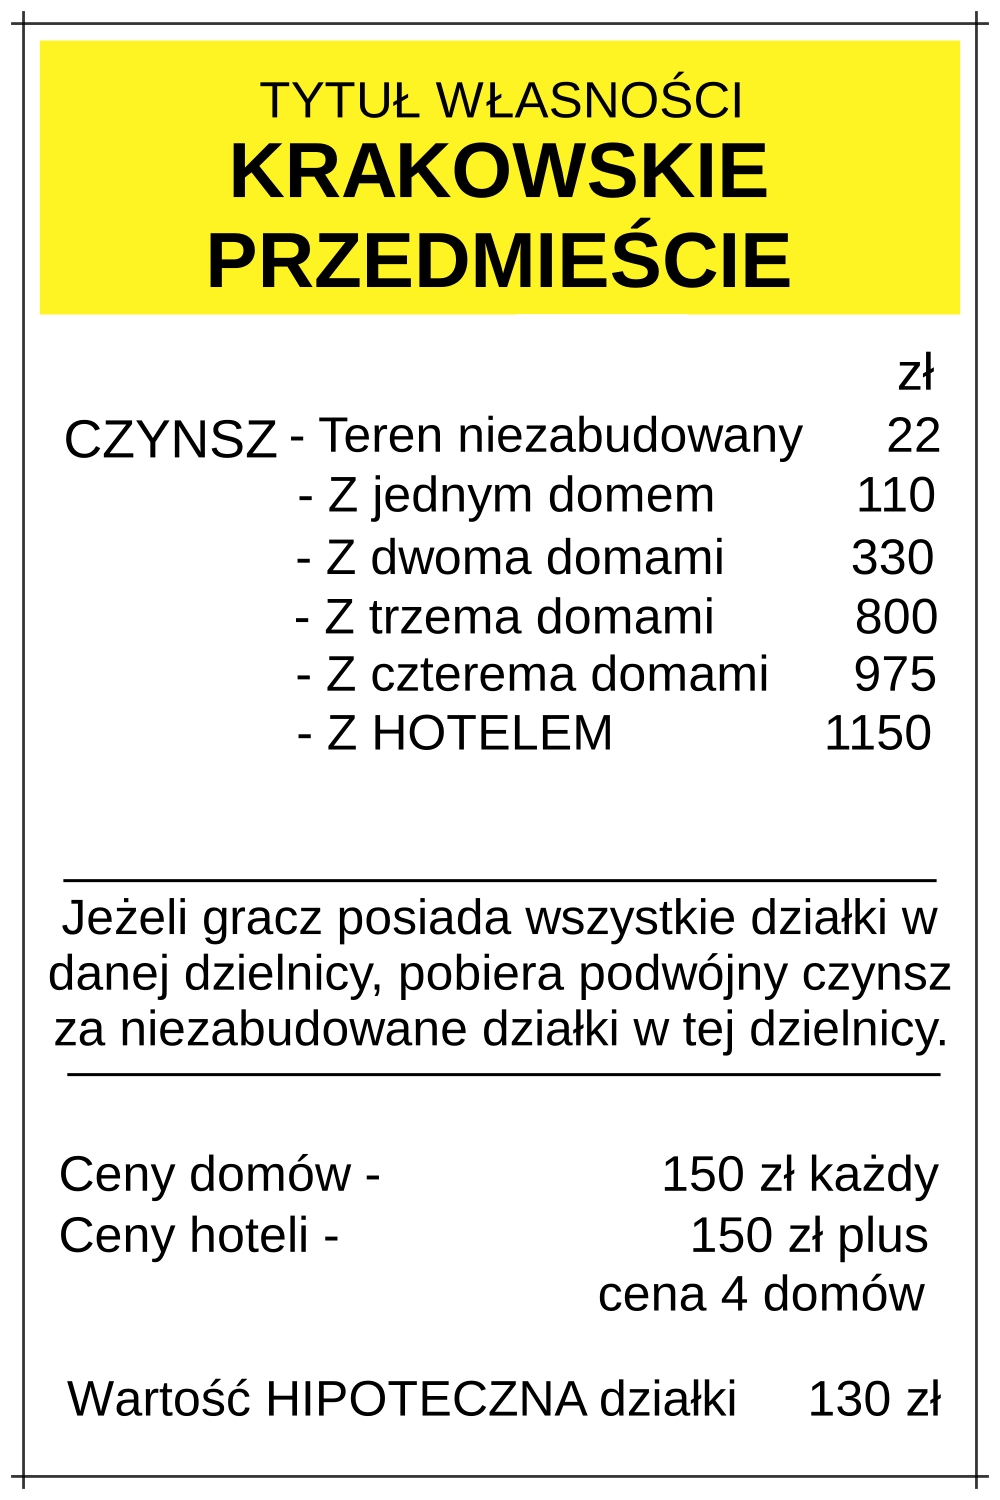 TYTUŁ WŁASNOŚCI
KRAKOWSKIE
PRZEDMIEŚCIE
zł
CZYNSZ - Teren niezabudowany 22
- Z jednym domem 110
- Z dwoma domami 330
- Z trzema domami 800
- Z czterema domami 975
- Z HOTELEM 1150
Jeżeli gracz posiada wszystkie działki w
danej dzielnicy, pobiera podwójny czynsz
za niezabudowane działki w tej dzielnicy.
Ceny domów - 150 zł każdy
Ceny hoteli - 150 zł plus
cena 4 domów
Wartość HIPOTECZNA działki 130 zł